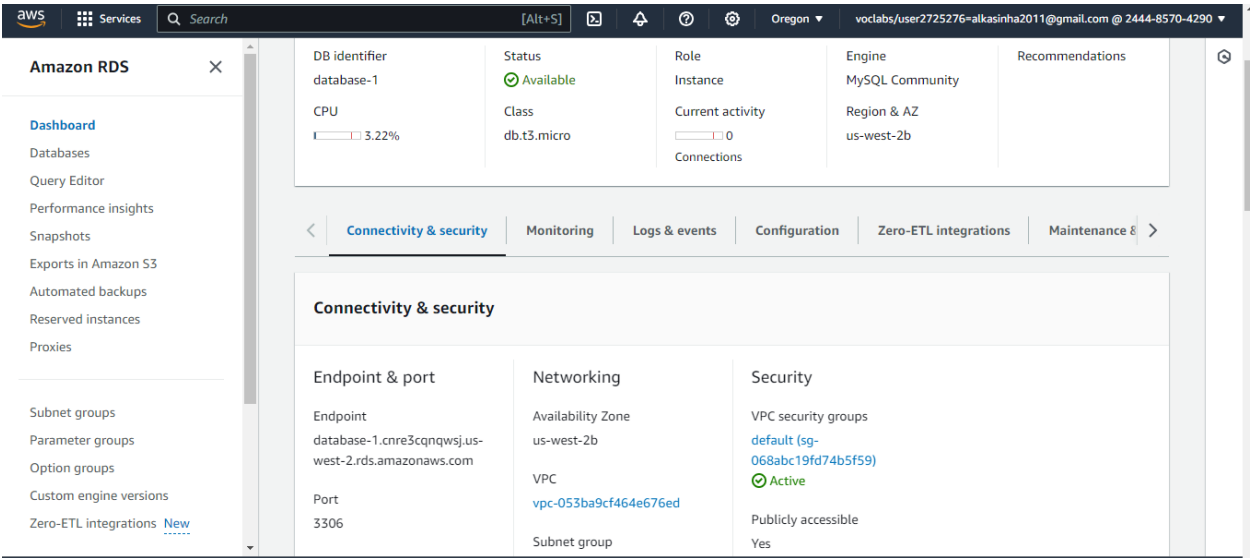 aws
Services
Search
[Alt+S]
Oregon ▼
voclabs/user2725276=alkasinha2011@gmail.com @ 2444-8570-4290 ▼
Amazon RDS
Dashboard
Databases
Query Editor
Performance insights
Snapshots
Exports in Amazon S3
Automated backups
Reserved instances
Proxies
Subnet groups
Parameter groups
Option groups
Custom engine versions
Zero-ETL integrations New
DB identifier
database-1
Status
Available
Role
Instance
Engine
MySQL Community
Recommendations
CPU
3.22%
Class
db.t3.micro
Current activity
0
Connections
Region & AZ
us-west-2b
Connectivity & security
Monitoring
Logs & events
Configuration
Zero-ETL integrations
Maintenance &
Connectivity & security
Endpoint & port
Endpoint
database-1.cnre3cqnqwsj.us-
west-2.rds.amazonaws.com
Port
3306
Networking
Availability Zone
us-west-2b
VPC
vpc-053ba9cf464e676ed
Subnet group
Security
VPC security groups
default (sg-
068abc19fd74b5f59)
Active
Publicly accessible
Yes